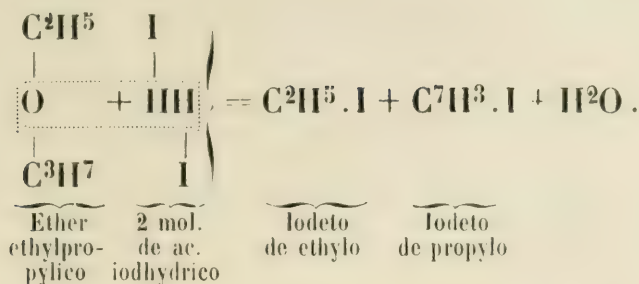 C²H⁵ I
O + HH } = C²H⁵.I + C⁷H³.I + H²O.
C³H⁷ I
Ether ethylpro-pylico 2 mol. de ac. iodhydrico Iodeto de ethylo Iodeto de propylo